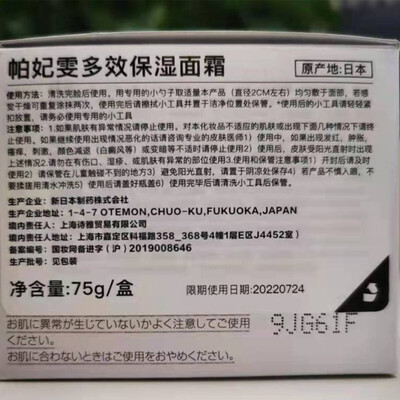 帕妃雯多效保湿面霜
原产地:日本
使用方法:清洗完脸后使用，用专用的小勺子取适量本产品（直径2CM左右）均匀敷于面部，若感
觉干燥可重复涂抹两次，使用完后请擦拭小工具并置于洁净位置处保管。*使用后的小工具请轻轻
扣放置，请务必使用专用的小工具
注意事项：1.如果肌肤有异常情况请停止使用，对本化妆品不适应的肌肤或出现下面几种情况下请终
止使用，如果继续使用出现恶化的话请咨询专业的皮肤医师1）使用中，如果出现发红、肿胀、
瘙痒、刺激、颜色减退（白癜风等）或变暗等不适时请停止使用2）使用后，皮肤受阳光直射时出
现上述情况2.请勿在有伤口、湿疹，或肌肤有异常的部位使用3.使用和保管注意事项1）开封后请及时
使用2）请保管在儿童触碰不到的地方3）避免阳光直射，请置于阴凉处保存4）若产品不慎入眼，不
要揉搓用清水冲洗5）使用后请盖好瓶盖6）使用完毕后请清洗小工具后保管。
生产企业：新日本制药株式会社
生产地址：1-4-7 OTEMON,CHUO-KU,FUKUOKA,JAPAN
境内责任人：上海诗雅贸易有限公司
境内责任人地址：上海市嘉定区科福路358_368号4幢1层E区J4452室）
备案编号：国妆网备进字（沪）2019008646
生产批号：见包装
净含量:75g/盒
限期使用日期:20220724
9JG61F
お肌に異常が生じていないかよく注意してご使用
ください。
お肌に合わないときはご使用をおやめください。